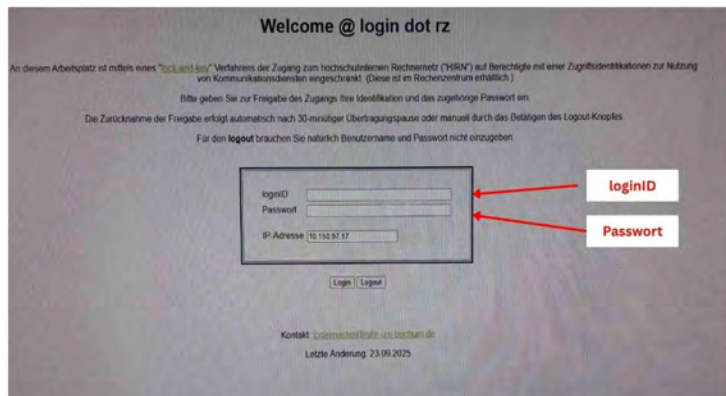 Welcome @ login dot rz
An diesem Arbeitsplatz ist mittels eines "lock and key" Verfahrens der Zugang zum hochschulinternen Rechnernetz ("HIRN") auf Berechtigte mit einer Zugriffsidentifikationen zur Nutzung
von Kommunikationsdiensten eingeschränkt. (Diese ist im Rechenzentrum erhältlich.)
Bitte geben Sie zur Freigabe des Zugangs Ihre Identifikation und das zugehörige Passwort ein.
Die Zurücknahme der Freigabe erfolgt automatisch nach 30-minütiger Übertragungspause oder manuell durch das Betätigen des Logout-Knopfes.
Für den logout brauchen Sie natürlich Benutzername und Passwort nicht einzugeben.
loginID
loginID
Passwort
Passwort
IP-Adresse 10.150.97.17
Login Logout
Kontakt:
Letzte Änderung: 23.09.2025